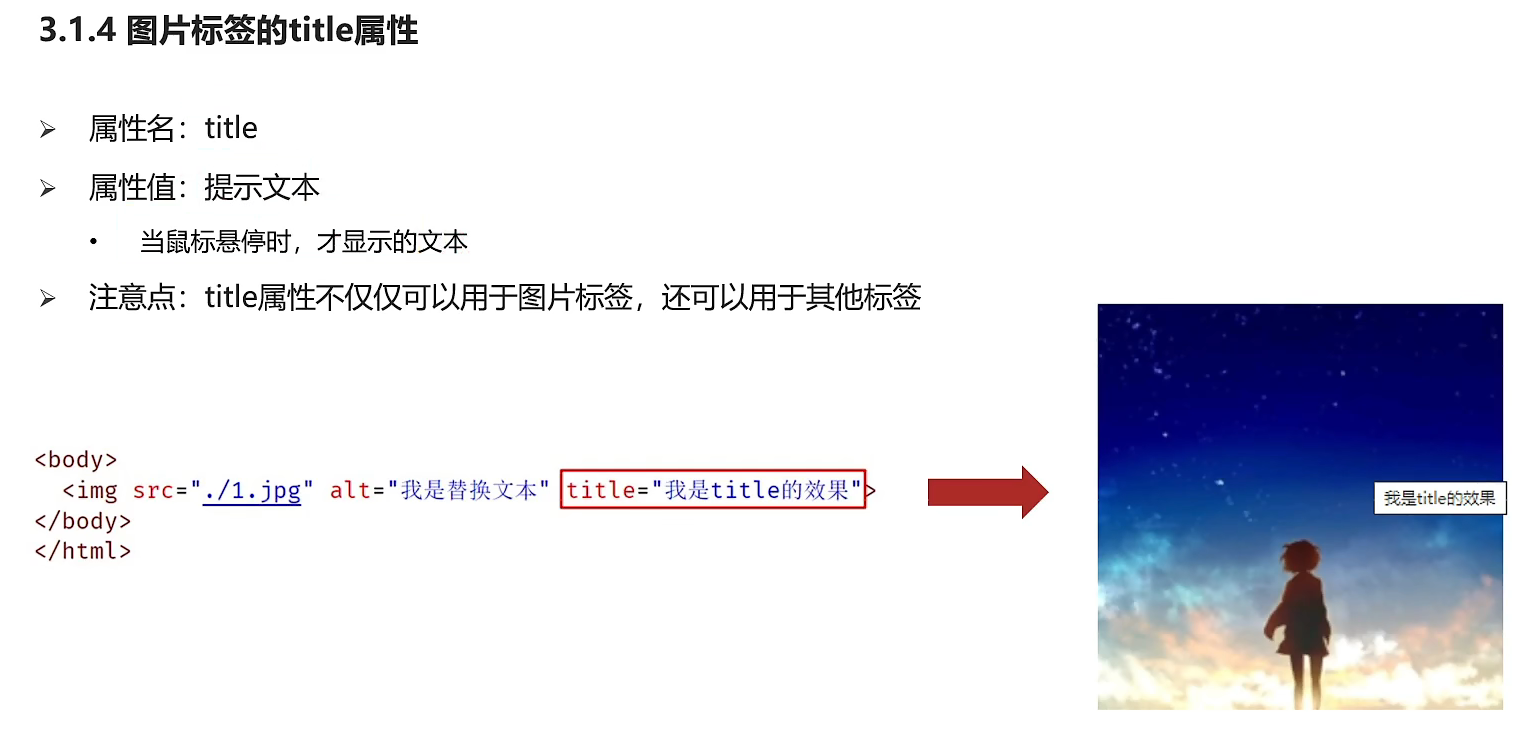 3.1.4 图片标签的title属性
属性名：title
属性值：提示文本
当鼠标悬停时，才显示的文本
注意点：title属性不仅仅可以用于图片标签，还可以用于其他标签
<body>
<img src="./1.jpg" alt="我是替换文本" title="我是title的效果">
</body>
</html>
我是title的效果